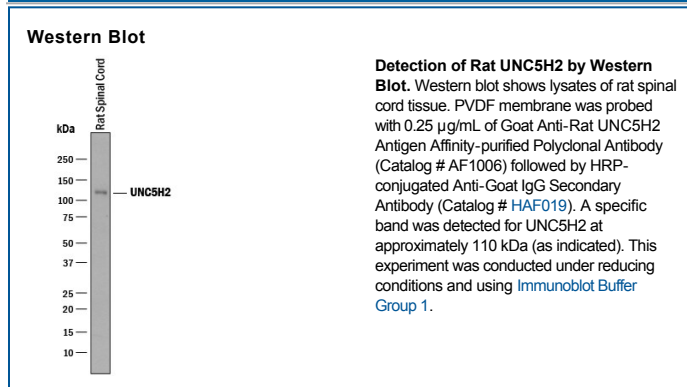 Western Blot
Rat Spinal Cord
kDa
250
150
100
75
50
37
25
20
15
10
UNC5H2
Detection of Rat UNC5H2 by Western
Blot. Western blot shows lysates of rat spinal
cord tissue. PVDF membrane was probed
with 0.25 µg/mL of Goat Anti-Rat UNC5H2
Antigen Affinity-purified Polyclonal Antibody
(Catalog # AF1006) followed by HRP-
conjugated Anti-Goat IgG Secondary
Antibody (Catalog # HAF019). A specific
band was detected for UNC5H2 at
approximately 110 kDa (as indicated). This
experiment was conducted under reducing
conditions and using Immunoblot Buffer
Group 1.